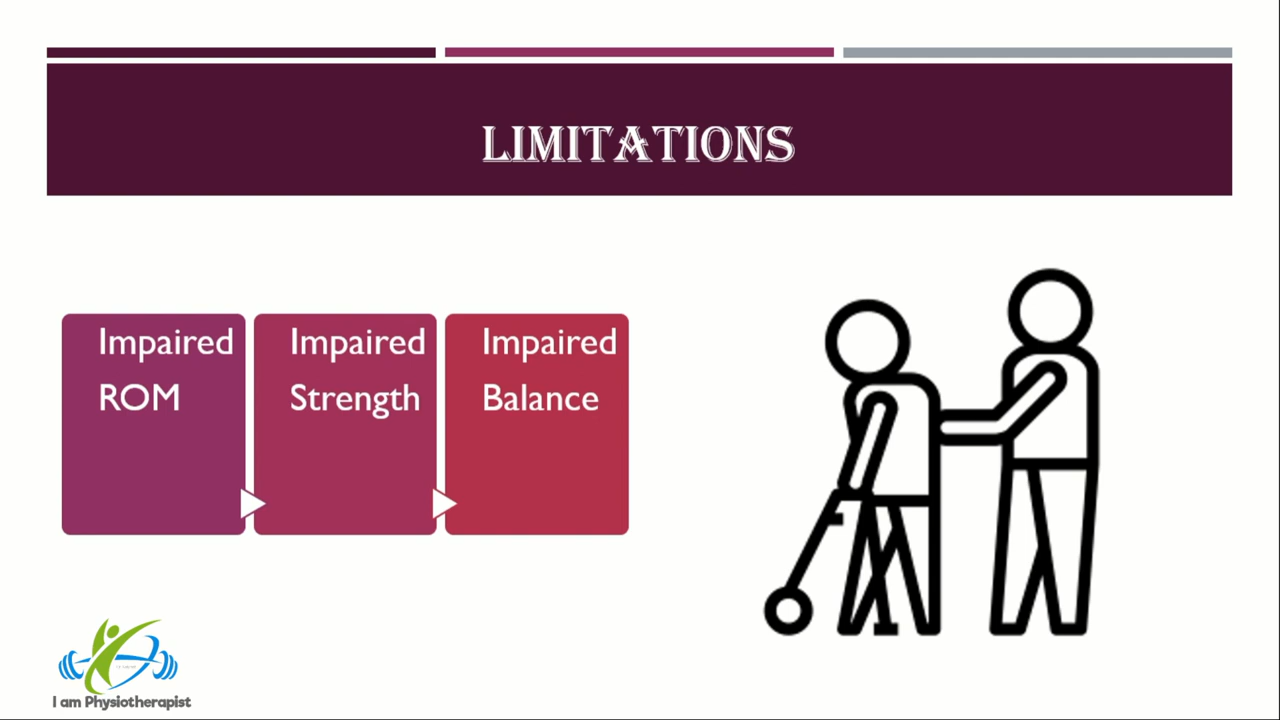 LIMITATIONS
Impaired
ROM
Impaired
Strength
Impaired
Balance
I am Physiotherapist